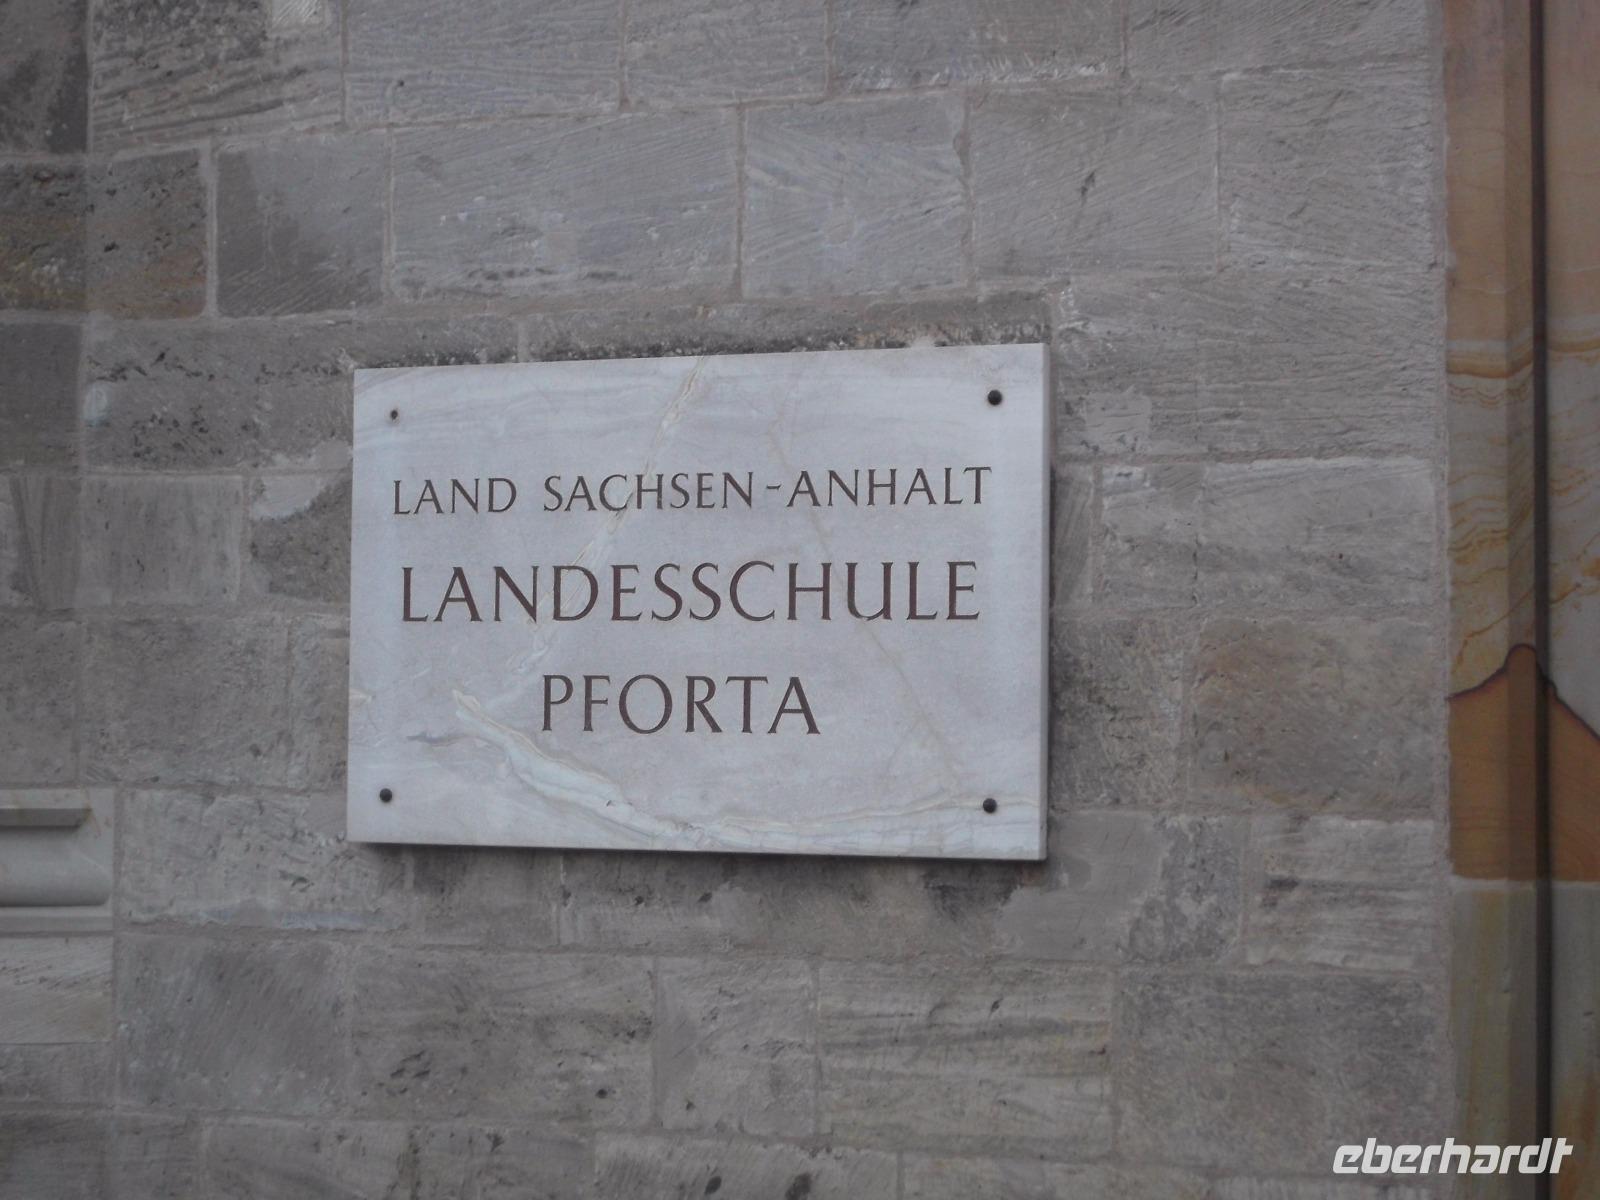 LAND SACHSEN-ANHALT
LANDESSCHULE
PFORTA
eberhardt